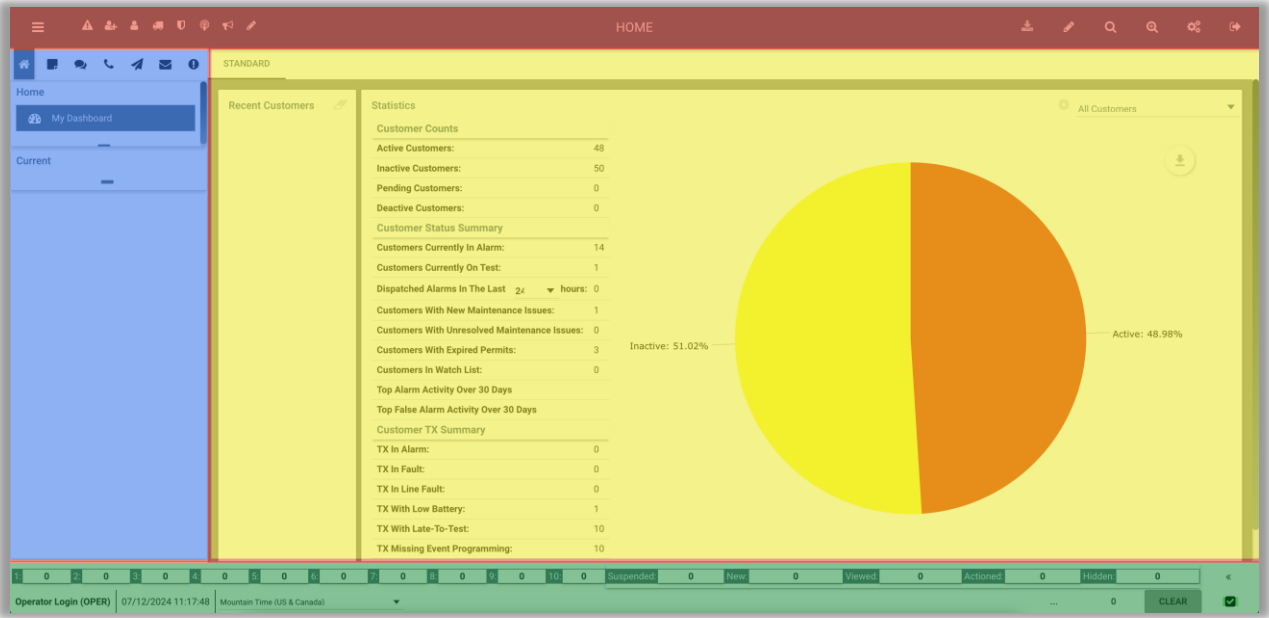 HOME
STANDARD
Home
My Dashboard
Current
Recent Customers
Statistics
All Customers
Customer Counts
Active Customers: 48
Inactive Customers: 50
Pending Customers: 0
Deactive Customers: 0
Customer Status Summary
Customers Currently In Alarm: 14
Customers Currently On Test: 1
Dispatched Alarms In The Last 24 hours: 0
Customers With New Maintenance Issues: 1
Customers With Unresolved Maintenance Issues: 0
Customers With Expired Permits: 3
Customers In Watch List: 0
Top Alarm Activity Over 30 Days
Top False Alarm Activity Over 30 Days
Customer TX Summary
TX In Alarm: 0
TX In Fault: 0
TX In Line Fault: 0
TX With Low Battery: 1
TX With Late-To-Test: 10
TX Missing Event Programming: 10
Inactive: 51.02%
Active: 48.98%
1: 0 2: 0 3: 0 4: 0 5: 0 6: 0 7: 0 8: 0 9: 0 10: 0 Suspended: 0 New: 0 Viewed: 0 Actioned: 0 Hidden: 0 «
Operator Login (OPER) 07/12/2024 11:17:48 Mountain Time (US & Canada) ... 0 CLEAR